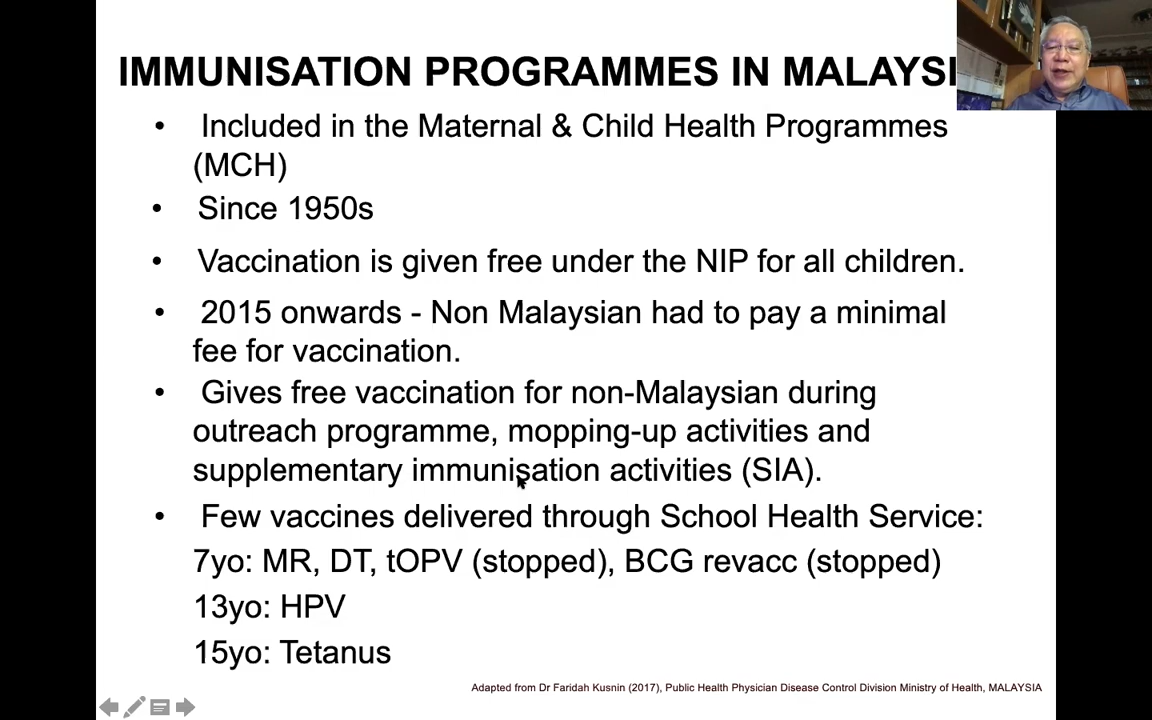 IMMUNISATION PROGRAMMES IN MALAYSI
• Included in the Maternal & Child Health Programmes
(MCH)
• Since 1950s
• Vaccination is given free under the NIP for all children.
• 2015 onwards - Non Malaysian had to pay a minimal
fee for vaccination.
• Gives free vaccination for non-Malaysian during
outreach programme, mopping-up activities and
supplementary immunisation activities (SIA).
• Few vaccines delivered through School Health Service:
7yo: MR, DT, tOPV (stopped), BCG revacc (stopped)
13yo: HPV
15yo: Tetanus
Adapted from Dr Faridah Kusnin (2017), Public Health Physician Disease Control Division Ministry of Health, MALAYSIA